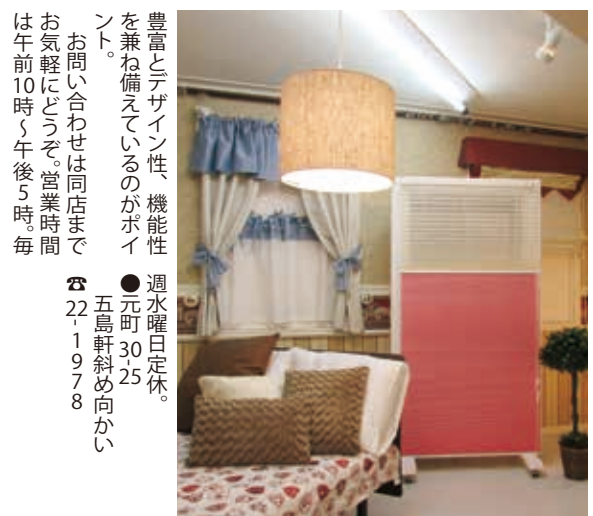 豊富とデザイン性、機能性
を兼ね備えているのがポイ
ント。
お問い合わせは同店まで
お気軽にどうぞ。営業時間
は午前10時〜午後5時。毎
週水曜日定休。
●元町30-25
五島軒斜め向かい
☎22-1978